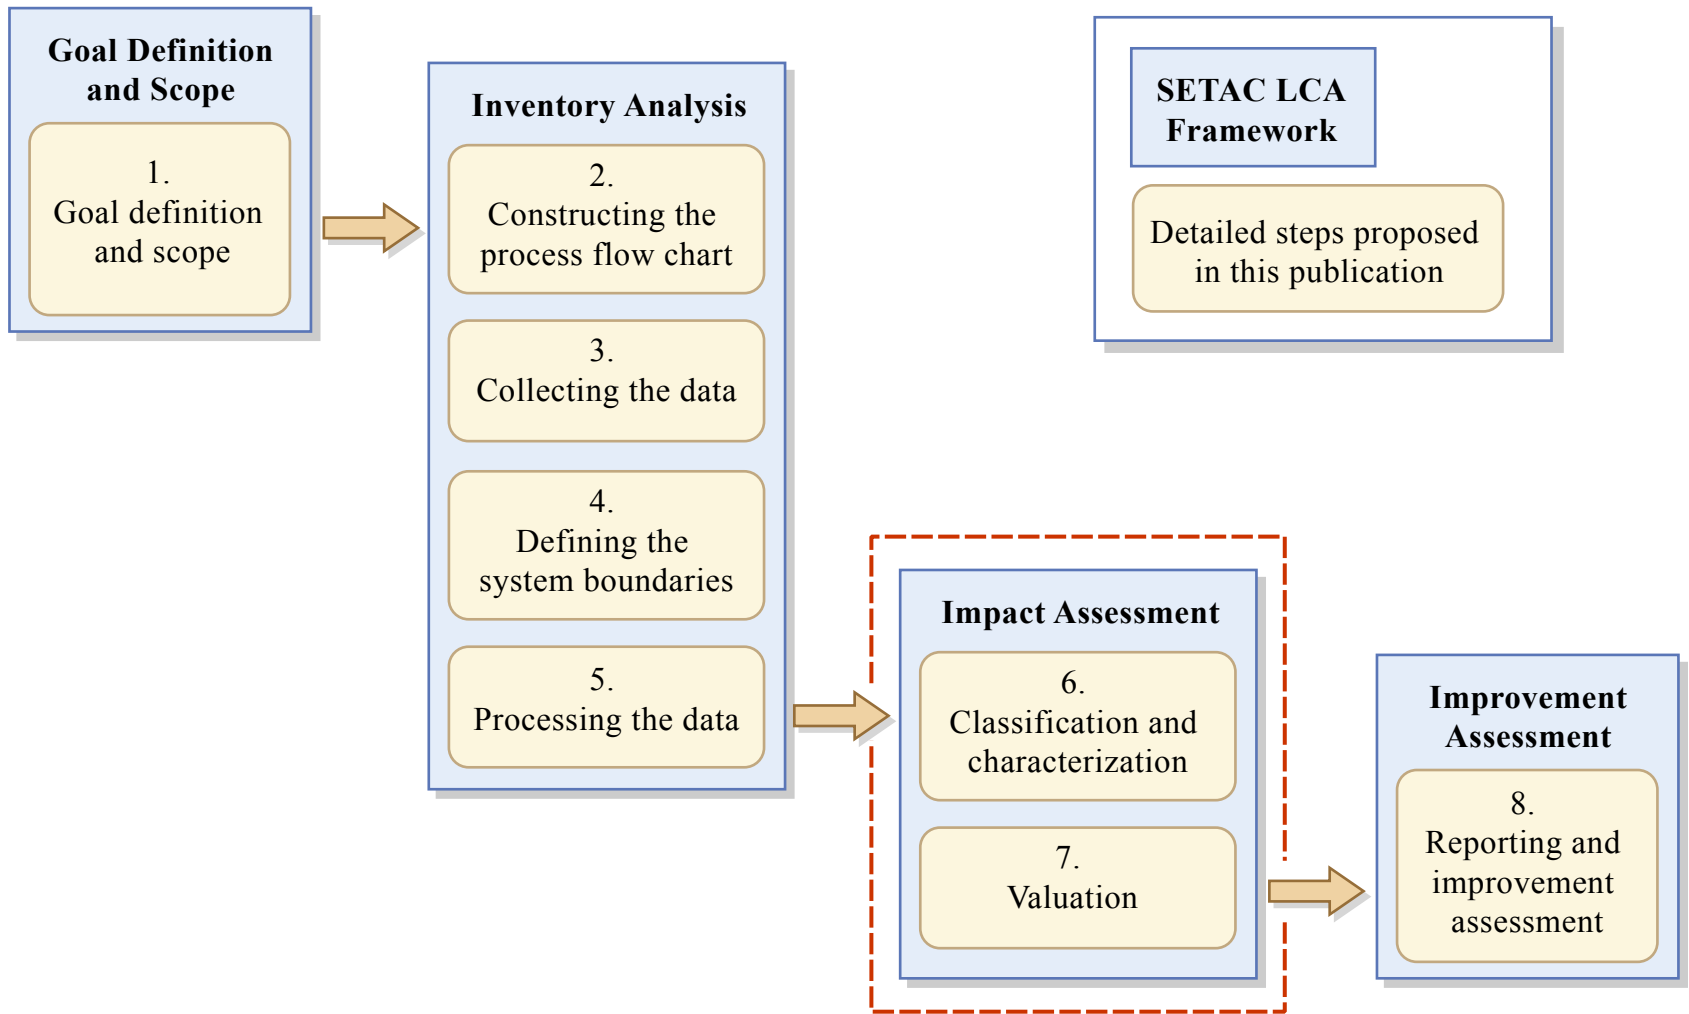 Goal Definition
and Scope
1.
Goal definition
and scope
Inventory Analysis
2.
Constructing the
process flow chart
3.
Collecting the data
4.
Defining the
system boundaries
5.
Processing the data
SETAC LCA
Framework
Detailed steps proposed
in this publication
Impact Assessment
6.
Classification and
characterization
7.
Valuation
Improvement
Assessment
8.
Reporting and
improvement
assessment